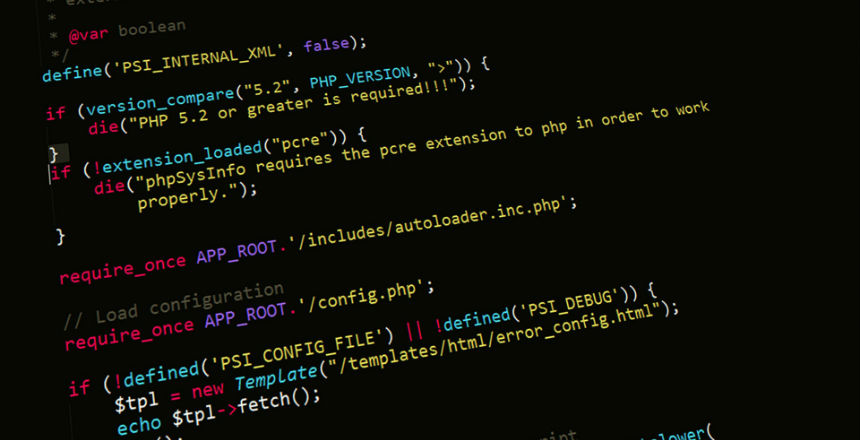 *
* @var boolean
*/
define('PSI_INTERNAL_XML', false);
if (version_compare("5.2", PHP_VERSION, ">")) {
die("PHP 5.2 or greater is required!!!");
}
if (!extension_loaded("pcre")) {
die("phpSysInfo requires the pcre extension to php in order to work
properly.");
}
require_once APP_ROOT.'/includes/autoloader.inc.php';
// Load configuration
require_once APP_ROOT.'/config.php';
if (!defined('PSI_CONFIG_FILE') || !defined('PSI_DEBUG')) {
$tpl = new Template("/templates/html/error_config.html");
echo $tpl->fetch();